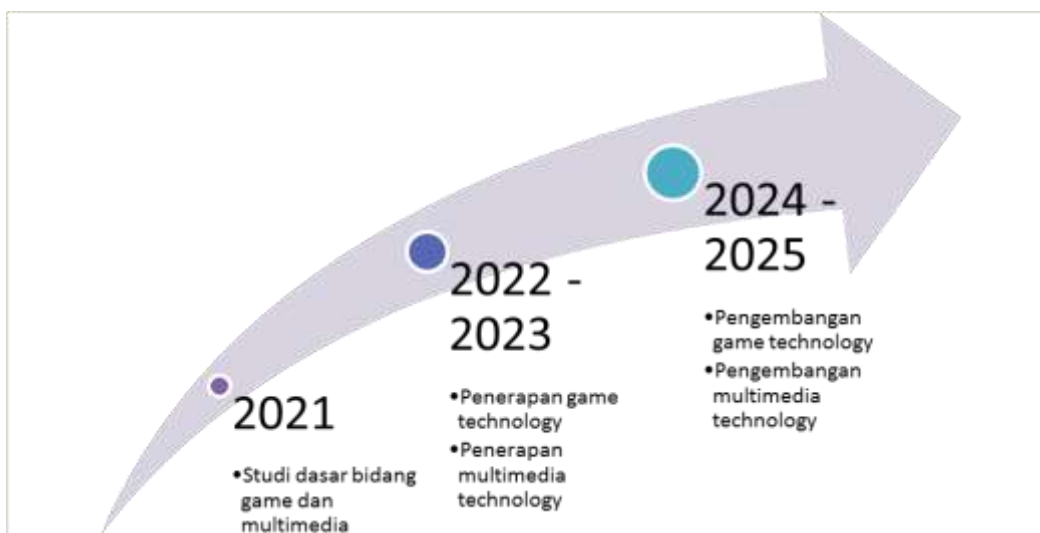 2021
•Studi dasar bidang
game dan
multimedia
2022 -
2023
•Penerapan game
technology
•Penerapan
multimedia
technology
2024 -
2025
•Pengembangan
game technology
•Pengembangan
multimedia
technology